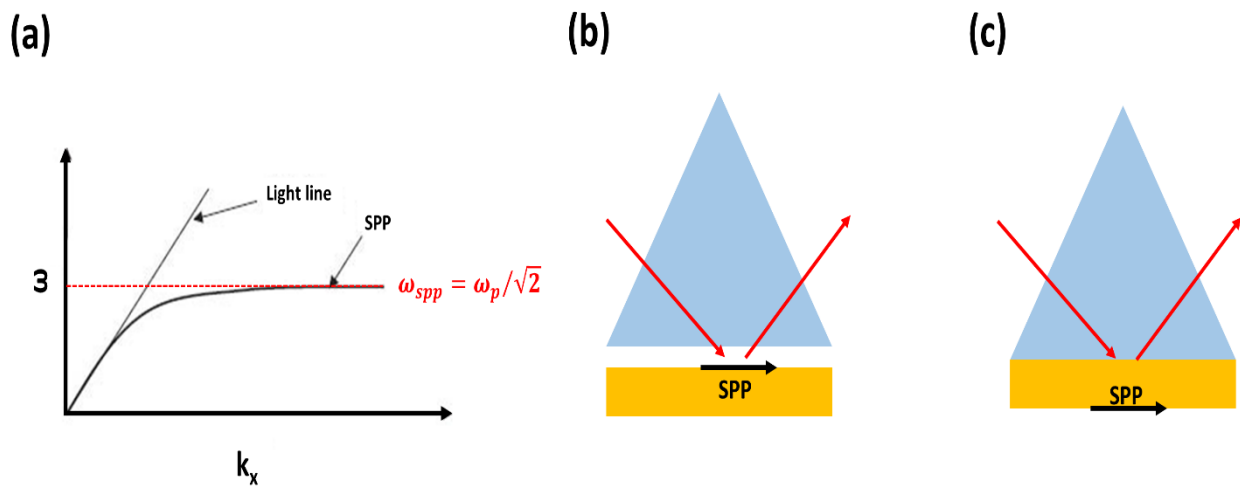 (a)
Light line
SPP
ω
ω_spp = ω_p/√2
k_x
(b)
SPP
(c)
SPP